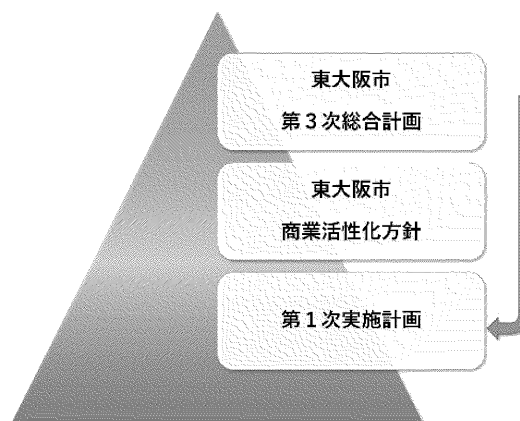 東大阪市
第３次総合計画
東大阪市
商業活性化方針
第１次実施計画